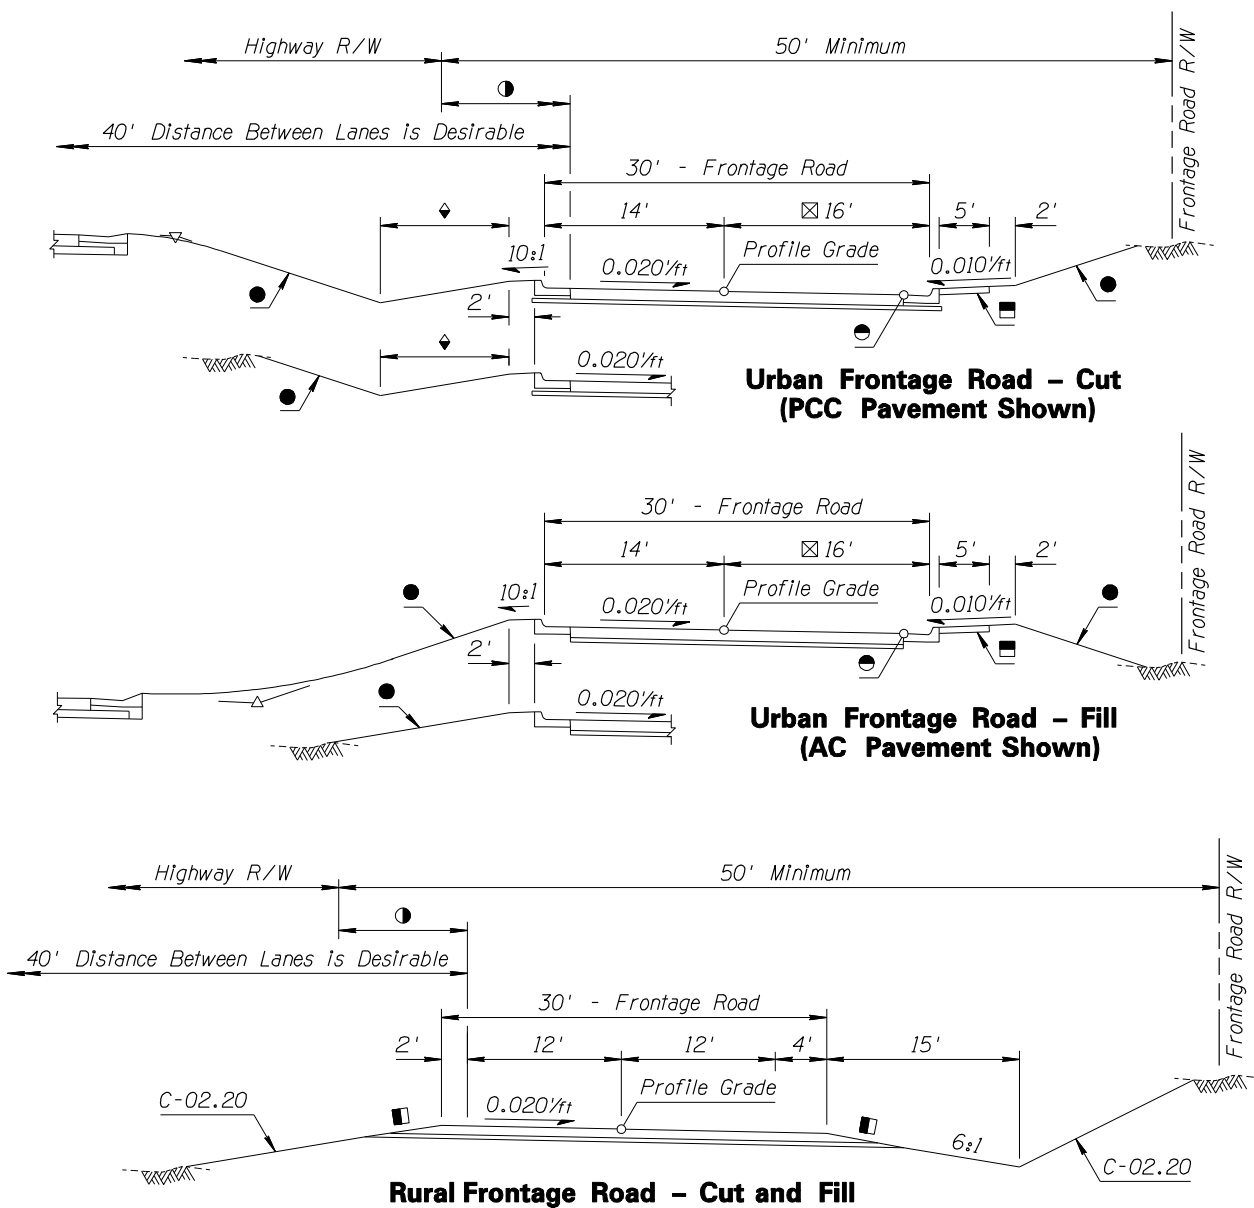 Highway R/W
50' Minimum
Frontage Road R/W
40' Distance Between Lanes is Desirable
30' - Frontage Road
14'
16'
5'
2'
10:1
0.020'/ft
Profile Grade
0.010'/ft
2'
0.020'/ft
Urban Frontage Road – Cut
(PCC Pavement Shown)
Frontage Road R/W
30' - Frontage Road
14'
16'
5'
2'
10:1
0.020'/ft
Profile Grade
0.010'/ft
2'
0.020'/ft
Urban Frontage Road – Fill
(AC Pavement Shown)
Highway R/W
50' Minimum
Frontage Road R/W
40' Distance Between Lanes is Desirable
30' - Frontage Road
2'
12'
12'
4'
15'
C-02.20
0.020'/ft
Profile Grade
6:1
C-02.20
Rural Frontage Road – Cut and Fill